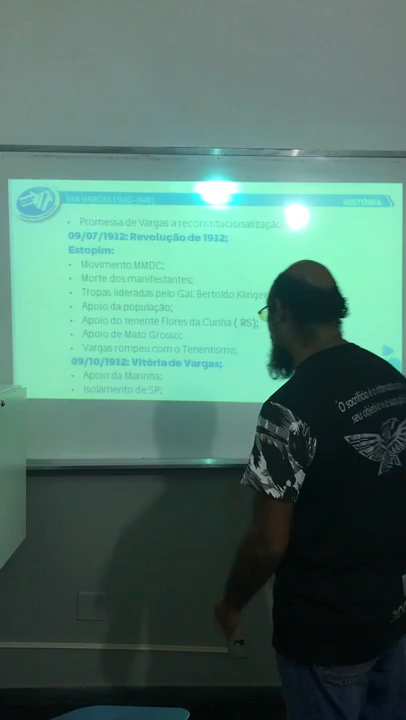 ERA VARGAS (1930-1945)
HISTÓRIA
• Promessa de Vargas a reconstitucionalização
09/07/1932: Revolução de 1932;
Estopim:
• Movimento MMDC;
• Morte dos manifestantes;
• Tropas lideradas pelo Gal. Bertoldo Klinger
• Apoio da população;
• Apoio do tenente Flores da Cunha ( RS);
• Apoio de Mato Grosso;
• Vargas rompeu com o Tenentismo;
09/10/1932: Vitória de Vargas;
• Apoio da Marinha;
• Isolamento de SP;
"O sacrifício é
seu